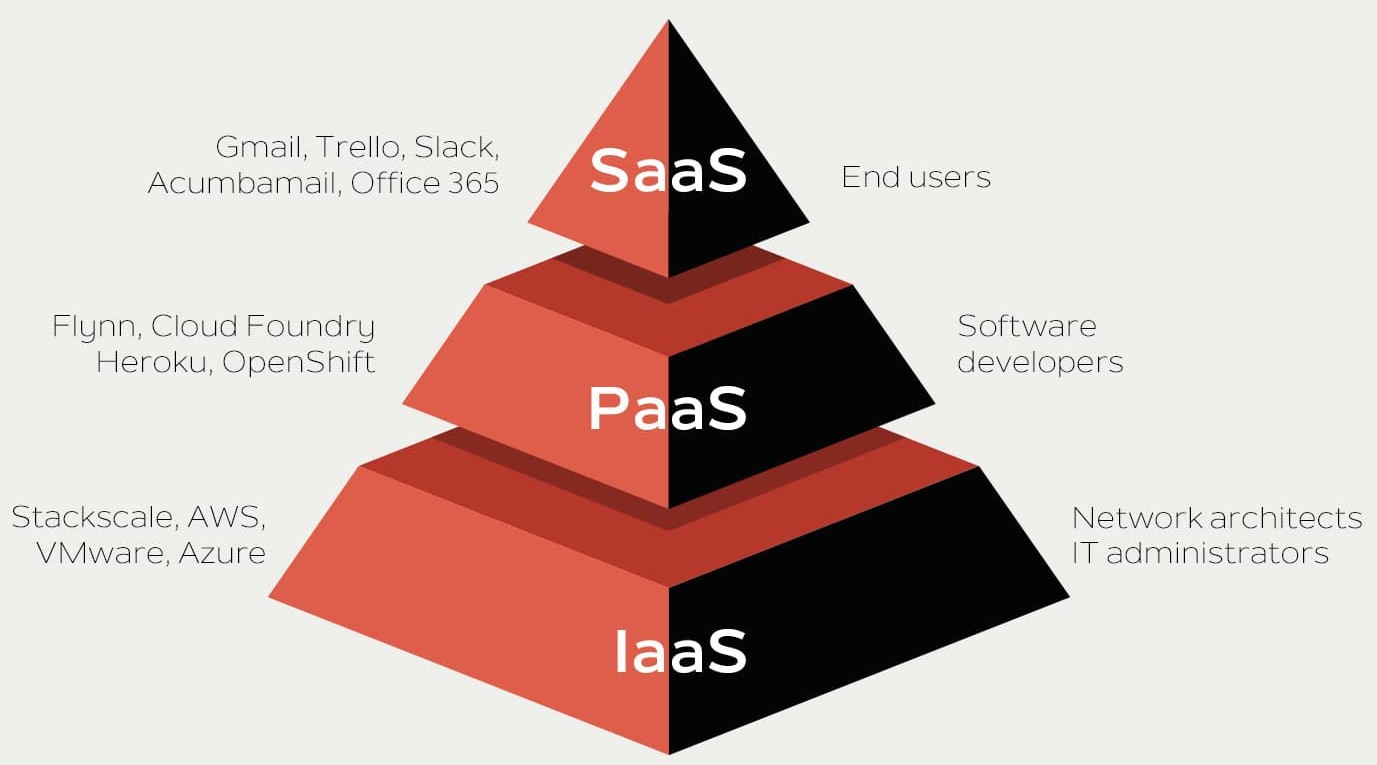 Gmail, Trello, Slack,
Acumbamail, Office 365
SaaS
End users
Flynn, Cloud Foundry
Heroku, OpenShift
PaaS
Software
developers
Stackscale, AWS,
VMware, Azure
IaaS
Network architects
IT administrators